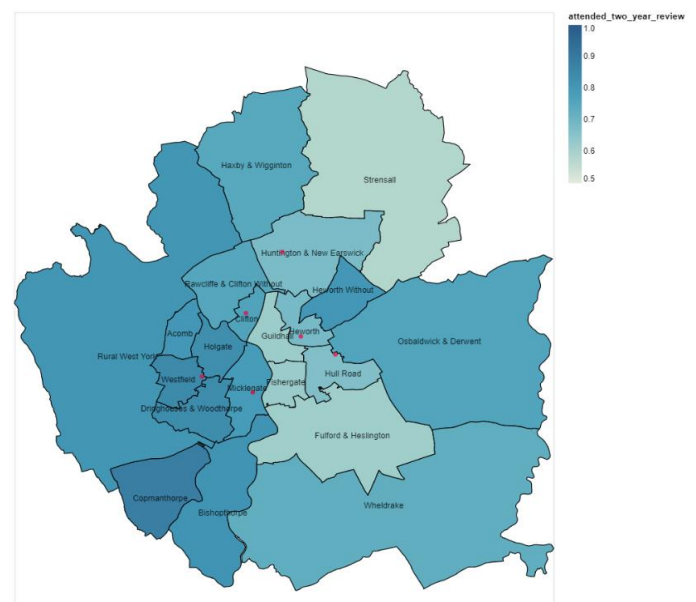 attended_two_year_review
1.0
0.9
0.8
0.7
0.6
0.5
Haxby & Wigginton
Strensall
Huntington & New Earswick
Rawcliffe & Clifton Without
Heworth Without
Clifton
Acomb
Guildhall
Heworth
Osbaldwick & Derwent
Holgate
Rural West York
Westfield
Micklegate
Fishergate
Hull Road
Dringhouses & Woodthorpe
Fulford & Heslington
Copmanthorpe
Bishopthorpe
Wheldrake